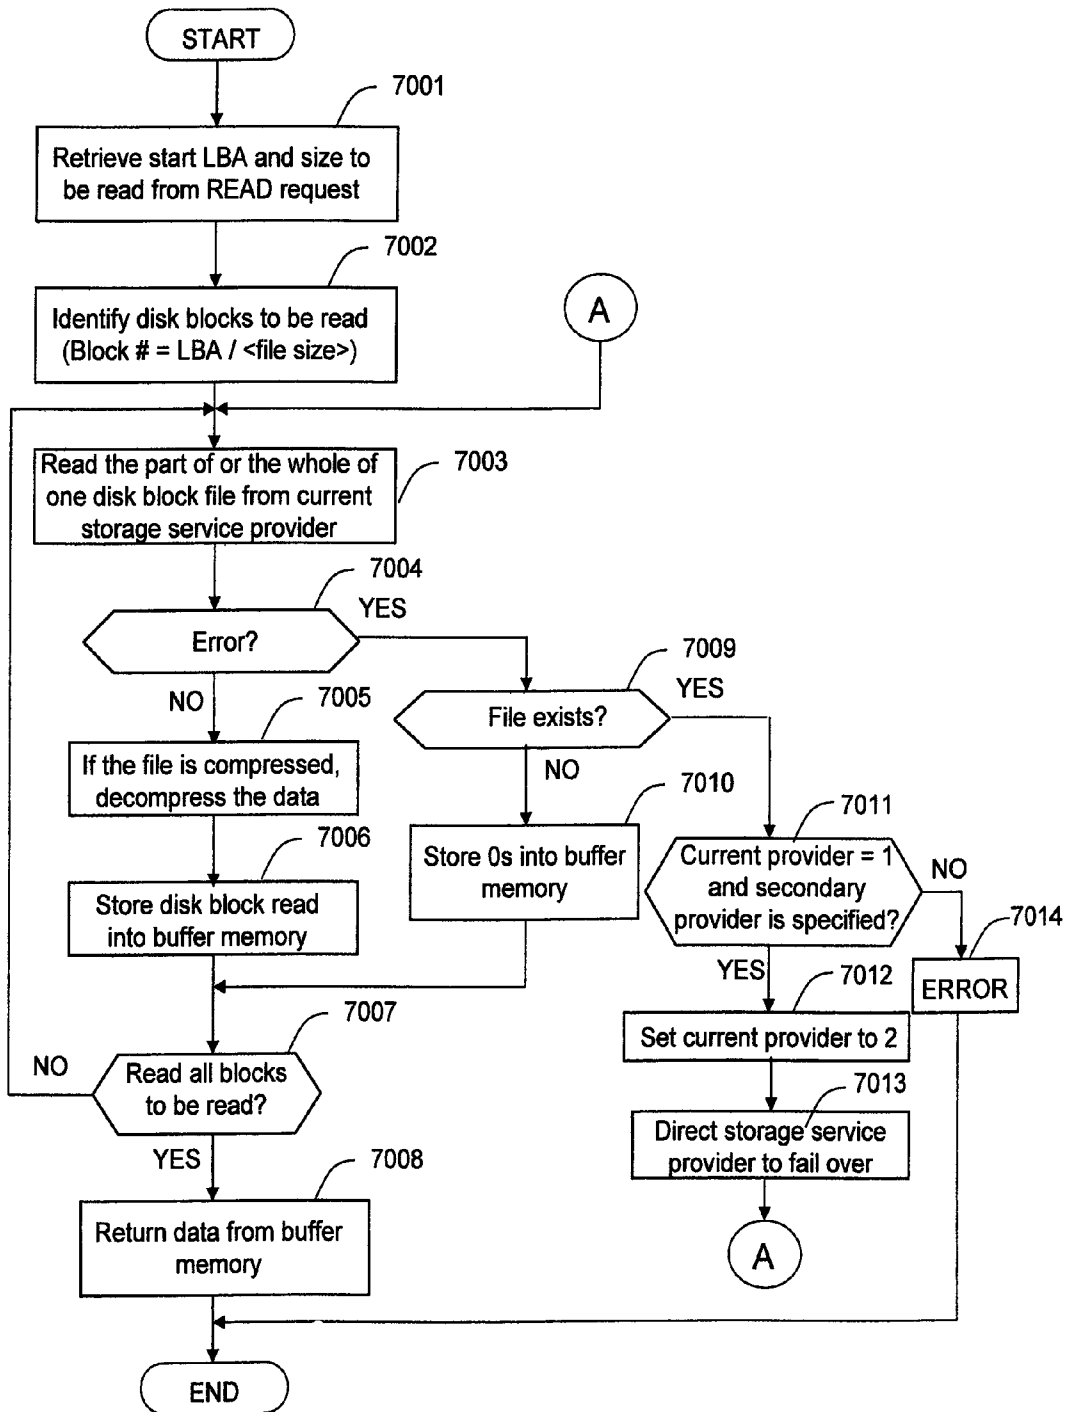 START
7001
Retrieve start LBA and size to
be read from READ request
7002
Identify disk blocks to be read
(Block # = LBA / <file size>)
A
Read the part of or the whole of
one disk block file from current
storage service provider
7003
7004
Error?
YES
NO
7005
If the file is compressed,
decompress the data
7006
Store disk block read
into buffer memory
7009
File exists?
YES
NO
7010
Store 0s into buffer
memory
7011
Current provider = 1
and secondary
provider is specified?
NO
7014
ERROR
YES
7012
Set current provider to 2
7013
Direct storage service
provider to fail over
A
7007
Read all blocks
to be read?
NO
YES
7008
Return data from buffer
memory
END